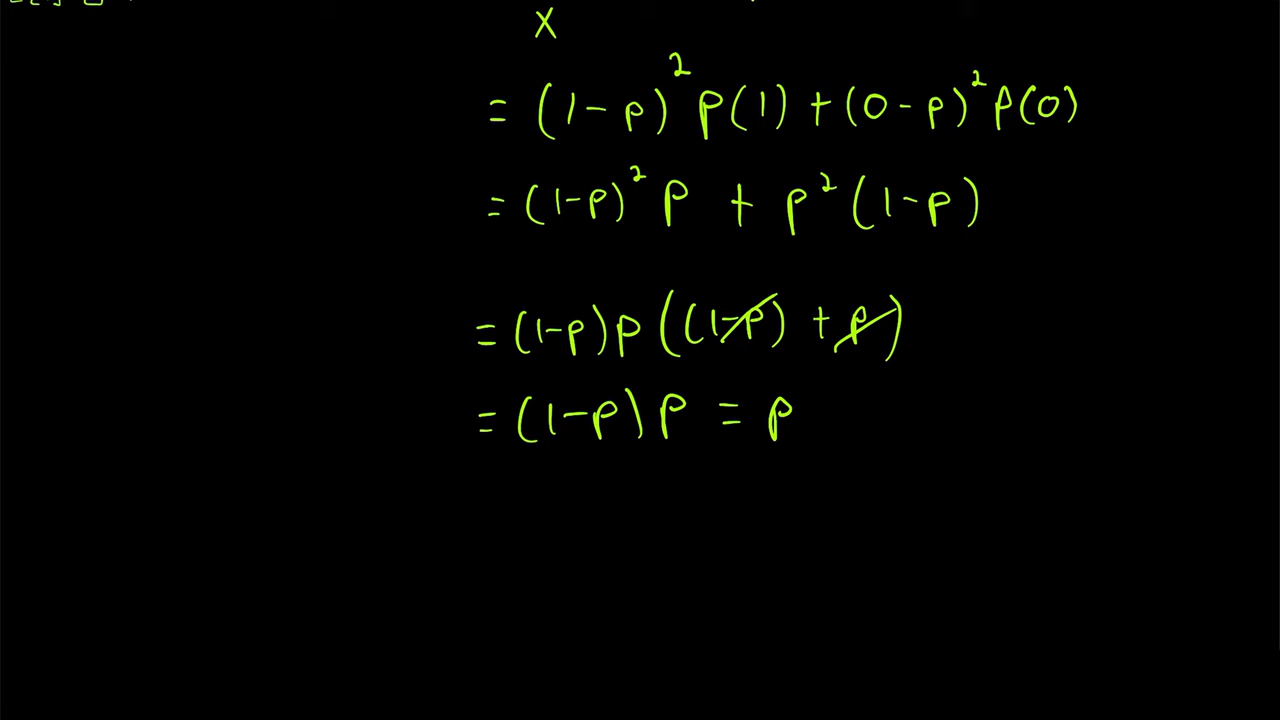 X
= (1-p)² p(1) + (0-p)² p(0)
= (1-p)² p + p² (1-p)
= (1-p)p ((1-p) + p)
= (1-p)p = p